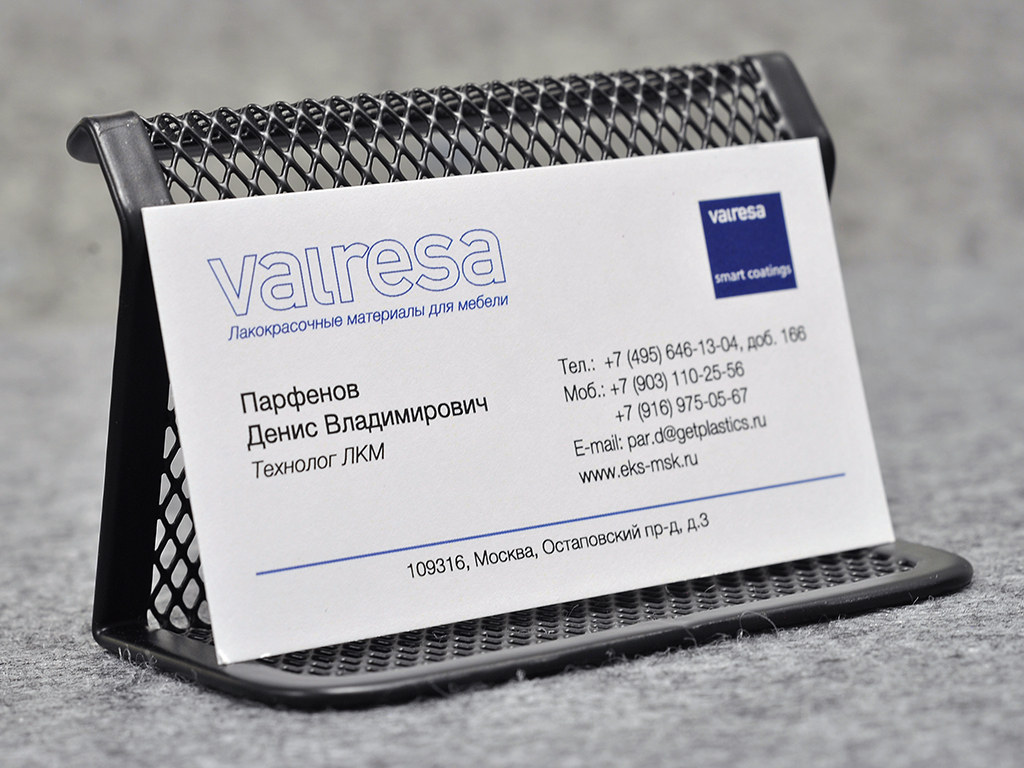 valresa
Лакокрасочные материалы для мебели
valresa
smart coatings
Парфенов
Денис Владимирович
Технолог ЛКМ
Тел.: +7 (495) 646-13-04, доб. 166
Моб.: +7 (903) 110-25-56
+7 (916) 975-05-67
E-mail: par.d@getplastics.ru
www.eks-msk.ru
109316, Москва, Остаповский пр-д, д.3